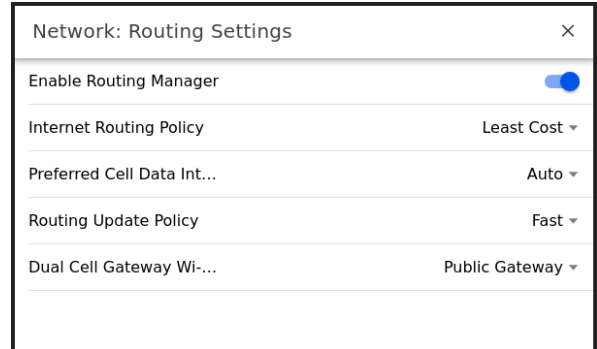 Network: Routing Settings
Enable Routing Manager
Internet Routing Policy Least Cost
Preferred Cell Data Int... Auto
Routing Update Policy Fast
Dual Cell Gateway Wi-... Public Gateway